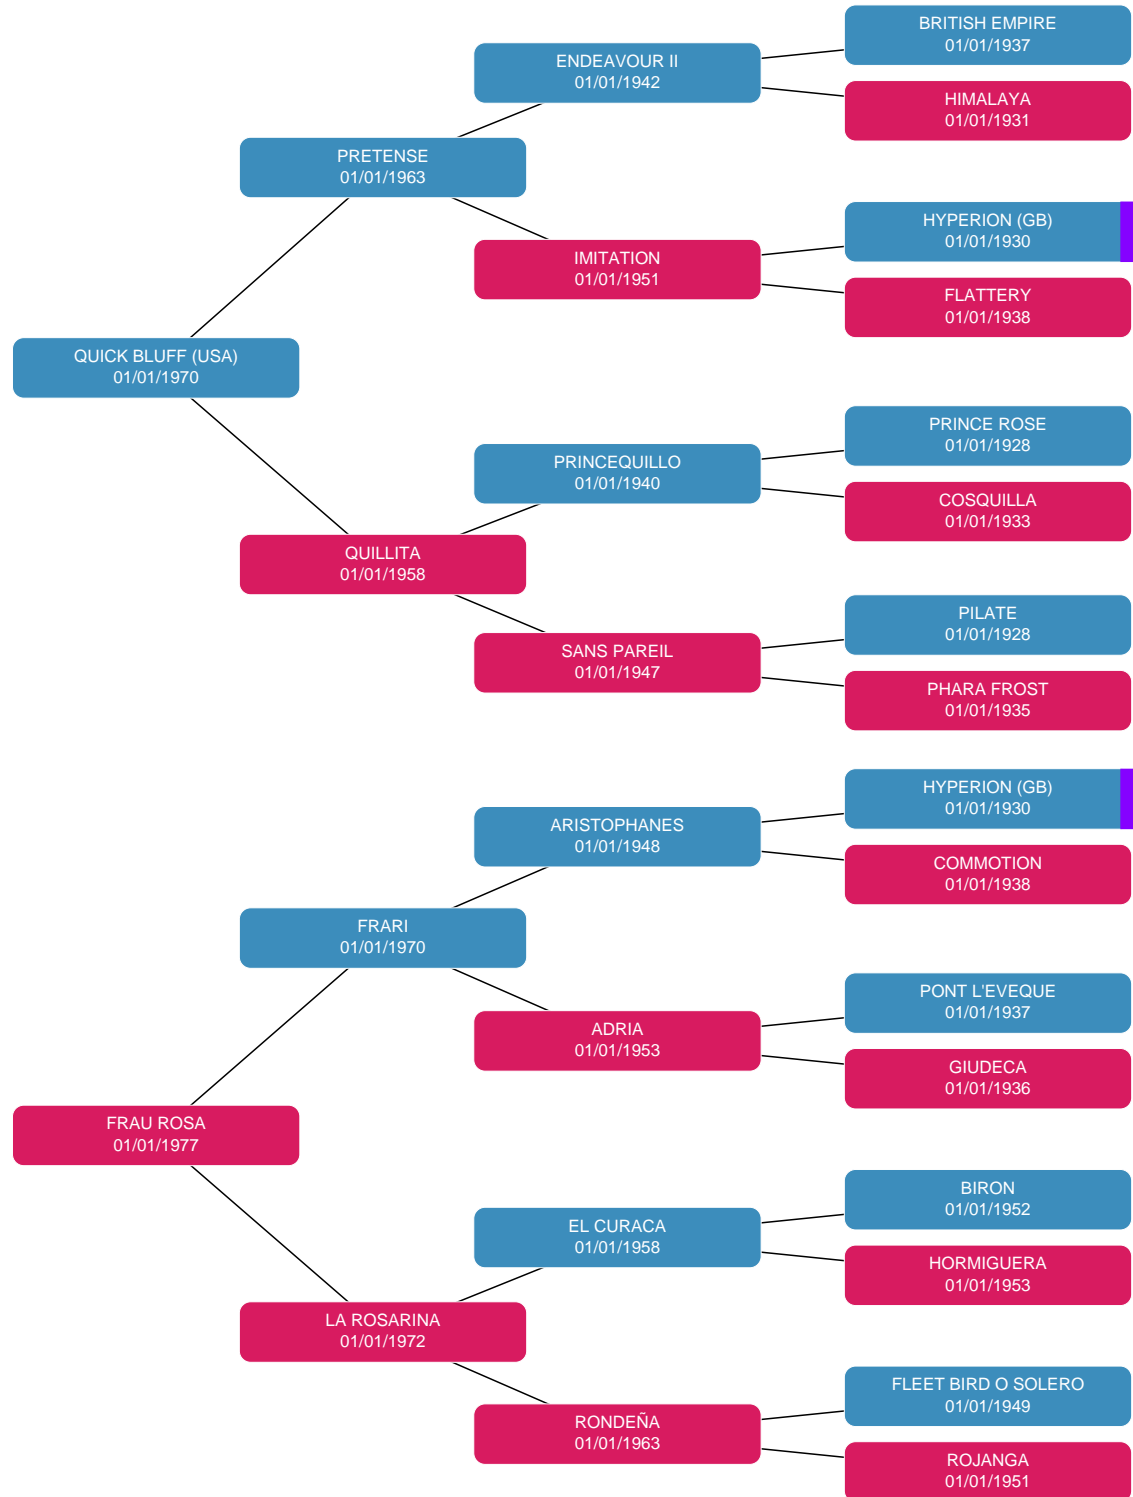 BRITISH EMPIRE
01/01/1937
ENDEAVOUR II
01/01/1942
HIMALAYA
01/01/1931
PRETENSE
01/01/1963
HYPERION (GB)
01/01/1930
IMITATION
01/01/1951
FLATTERY
01/01/1938
QUICK BLUFF (USA)
01/01/1970
PRINCE ROSE
01/01/1928
PRINCEQUILLO
01/01/1940
COSQUILLA
01/01/1933
QUILLITA
01/01/1958
PILATE
01/01/1928
SANS PAREIL
01/01/1947
PHARA FROST
01/01/1935
HYPERION (GB)
01/01/1930
ARISTOPHANES
01/01/1948
COMMOTION
01/01/1938
FRARI
01/01/1970
PONT L'EVEQUE
01/01/1937
ADRIA
01/01/1953
GIUDECA
01/01/1936
FRAU ROSA
01/01/1977
BIRON
01/01/1952
EL CURACA
01/01/1958
HORMIGUERA
01/01/1953
LA ROSARINA
01/01/1972
FLEET BIRD O SOLERO
01/01/1949
RONDEÑA
01/01/1963
ROJANGA
01/01/1951